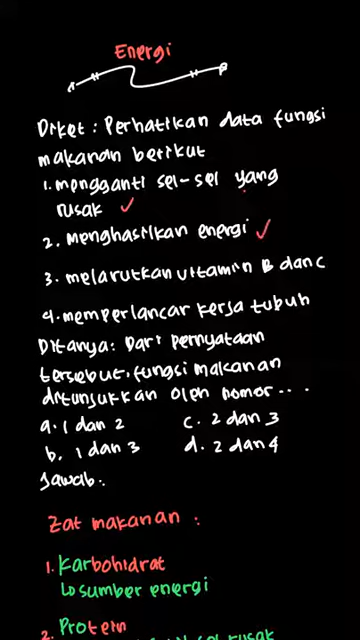 Energi
Diket : Perhatikan data fungsi
makanan berikut
1. mengganti sel-sel yang
rusak ✓
2. menghasilkan energi ✓
3. melarutkan vitamin B dan C
4. memperlancar kerja tubuh
Ditanya : Dari pernyataan
tersebut. fungsi makanan
ditunjukkan oleh nomor ....
a. 1 dan 2 c. 2 dan 3
b. 1 dan 3 d. 2 dan 4
Jawab :
Zat makanan :
1. Karbohidrat
↳ sumber energi
2. Protein
sel rusak